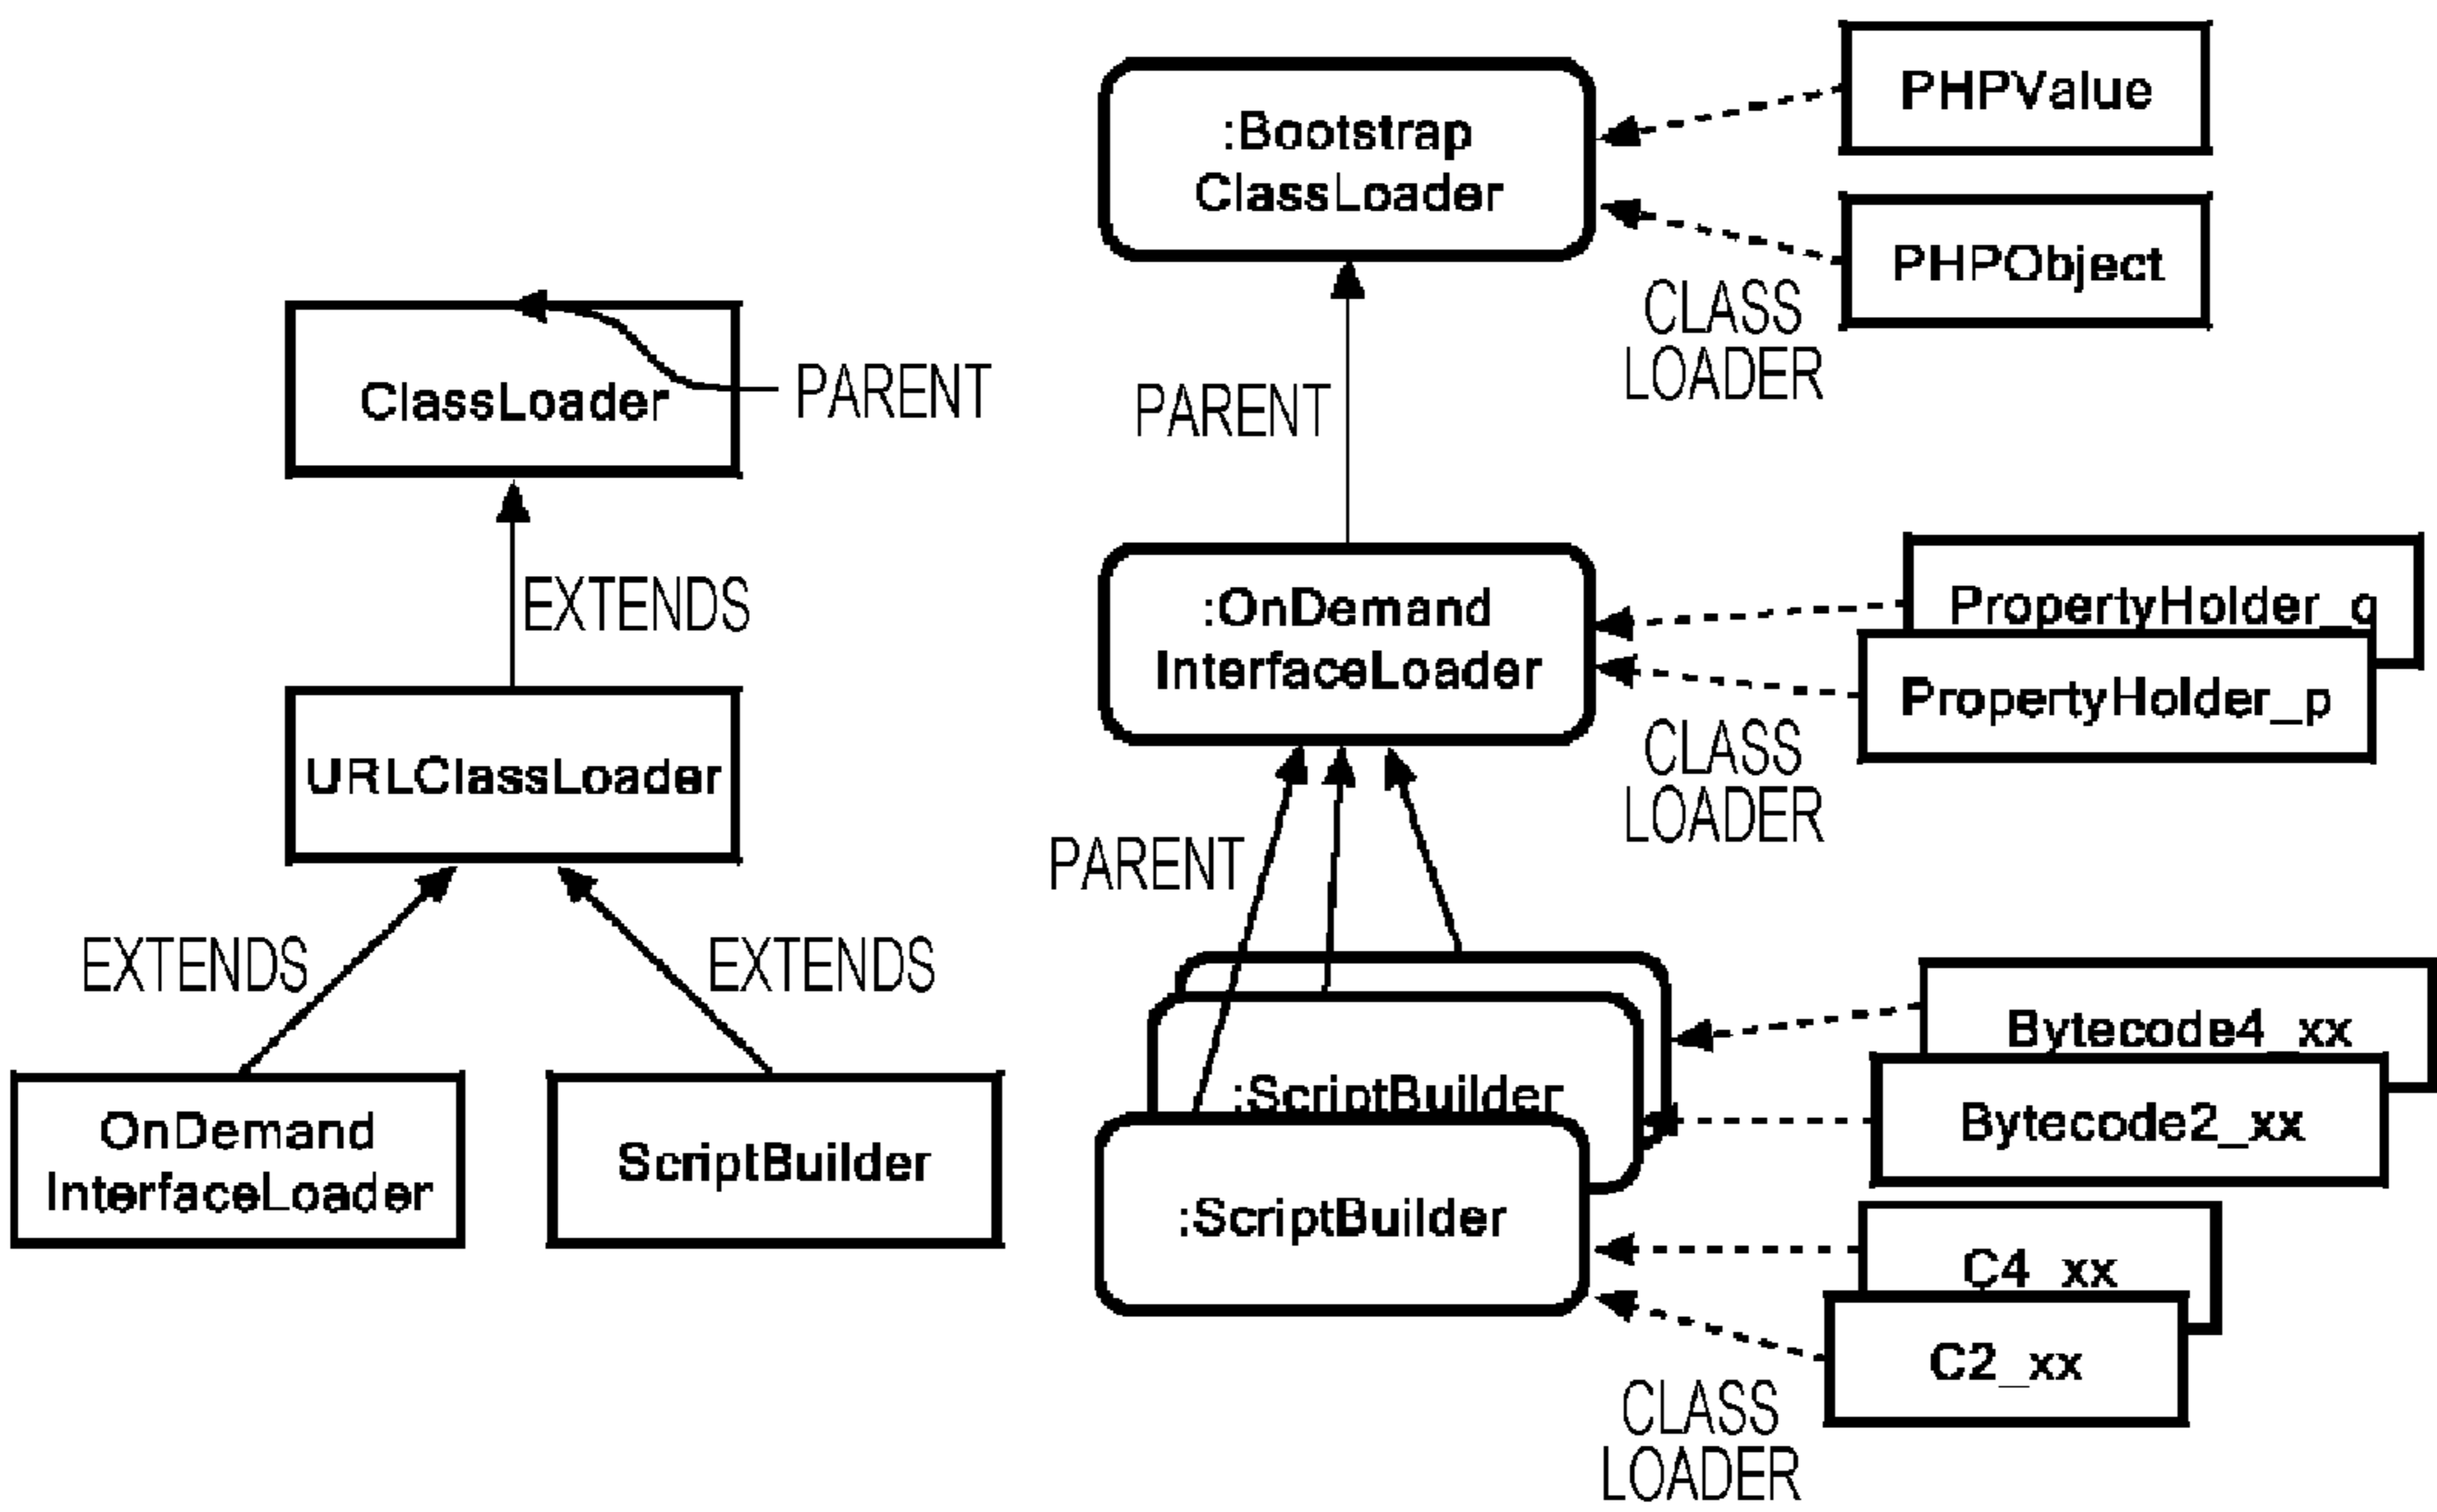 ClassLoader
PARENT
EXTENDS
URLClassLoader
EXTENDS
EXTENDS
OnDemand
InterfaceLoader
ScriptBuilder
:Bootstrap
ClassLoader
PHPValue
PHPObject
CLASS
LOADER
PARENT
:OnDemand
InterfaceLoader
PropertyHolder_q
PropertyHolder_p
CLASS
LOADER
PARENT
:ScriptBuilder
:ScriptBuilder
Bytecode4_xx
Bytecode2_xx
C4_xx
C2_xx
CLASS
LOADER